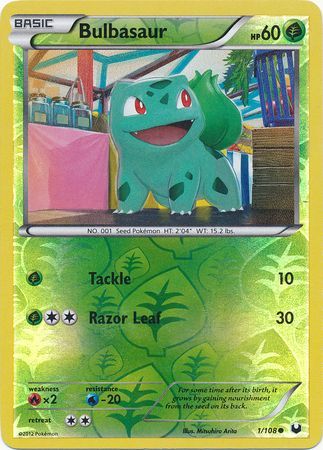 BASIC
Bulbasaur HP60
NO. 001 Seed Pokémon HT: 2'04" WT: 15.2 lbs.
Tackle 10
Razor Leaf 30
weakness resistance
×2 -20
For some time after its birth, it
grows by gaining nourishment
from the seed on its back.
retreat
©2012 Pokémon
Illus. Mitsuhiro Arita
1/108